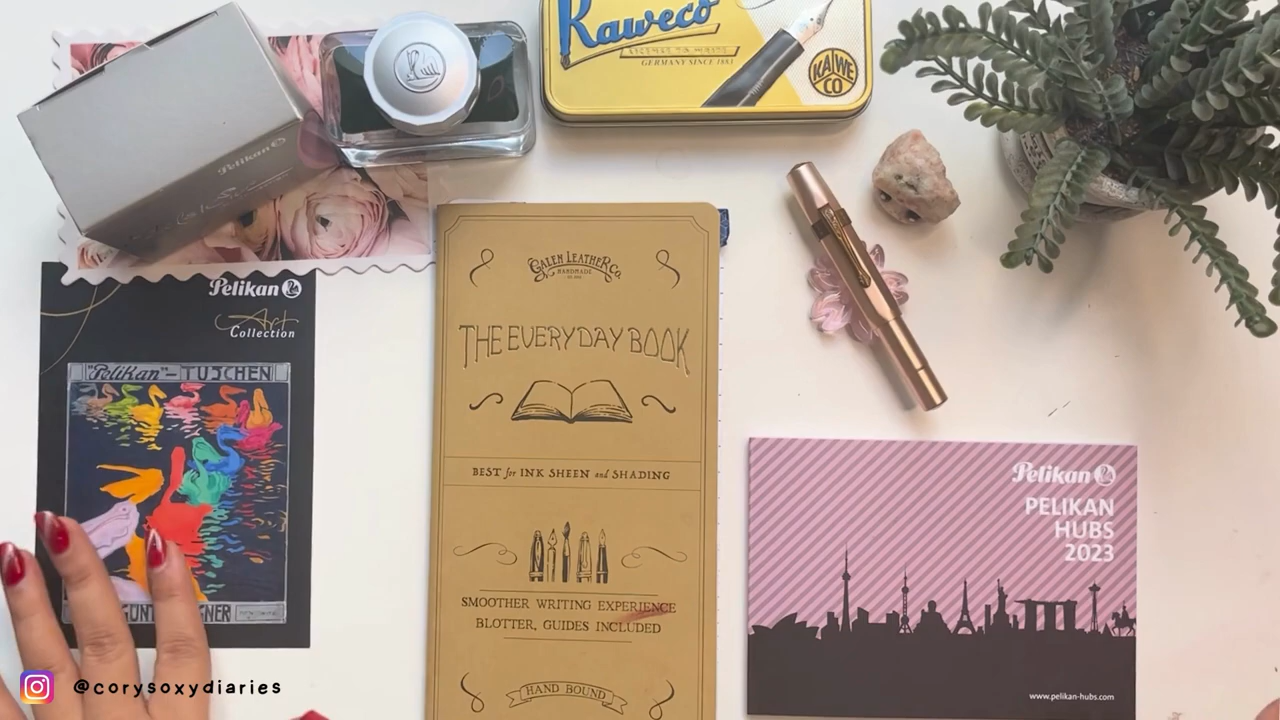 Kaweco
GERMANY SINCE 1883
KAWE
CO
Pelikan
Pelikan
Art
Collection
"Pelikan"-TUSCHEN
GALEN LEATHER Co.
HANDMADE
THE EVERYDAY BOOK
BEST for INK SHEEN and SHADING
SMOOTHER WRITING EXPERIENCE
BLOTTER, GUIDES INCLUDED
HAND BOUND
Pelikan
PELIKAN
HUBS
2023
www.pelikan-hubs.com
@corysoxydiaries